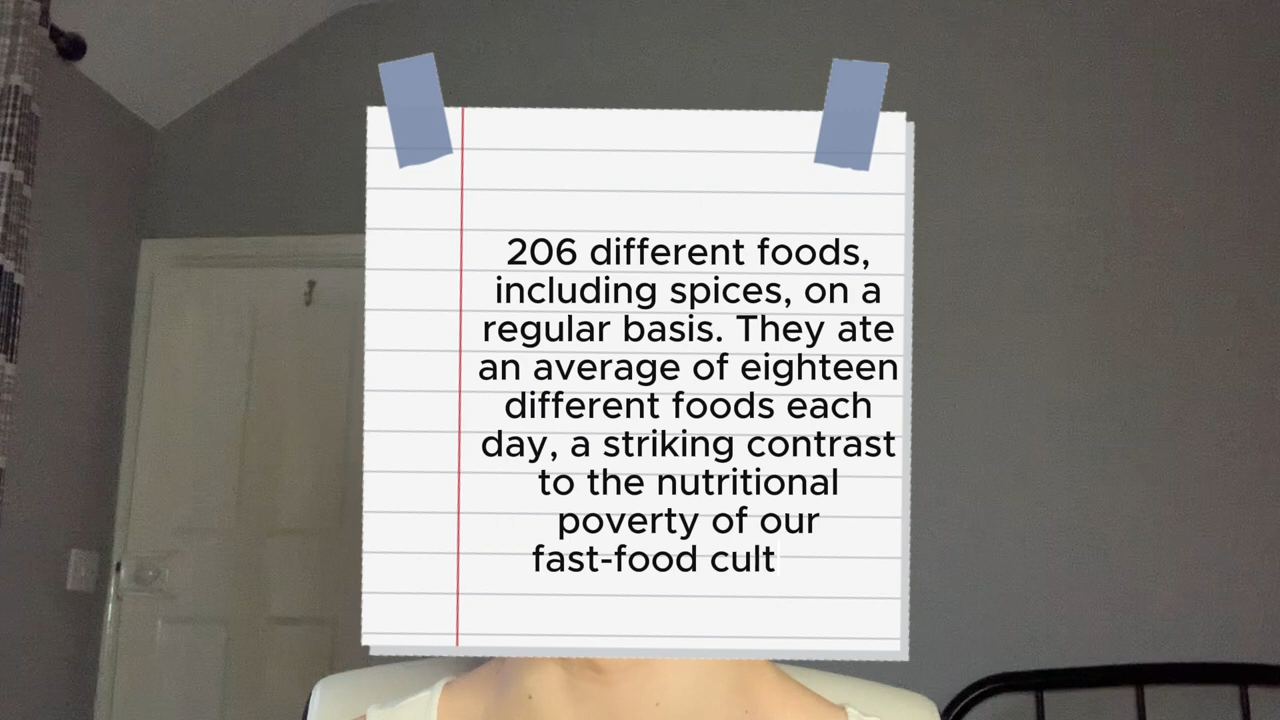 206 different foods,
including spices, on a
regular basis. They ate
an average of eighteen
different foods each
day, a striking contrast
to the nutritional
poverty of our
fast-food cult